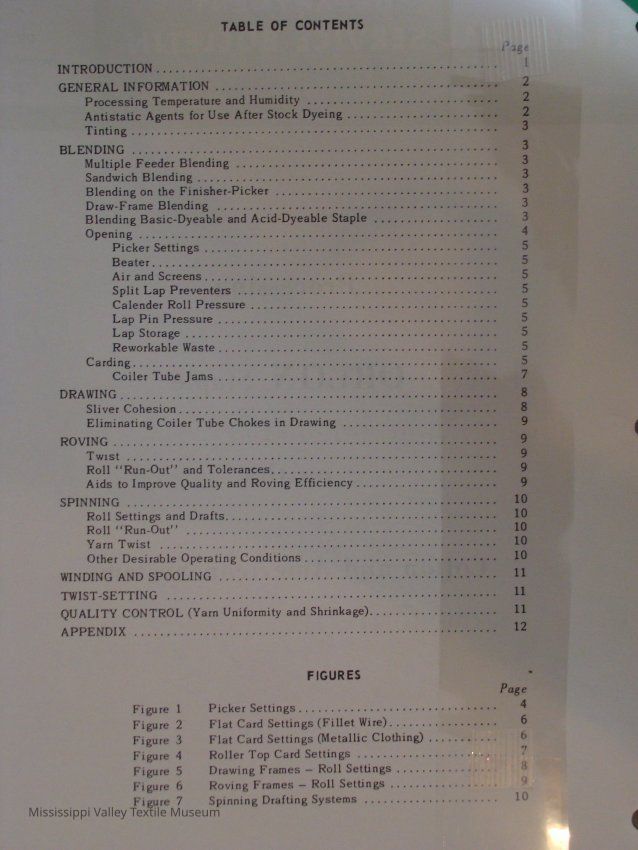 TABLE OF CONTENTS
Page
INTRODUCTION 1
GENERAL INFORMATION 2
Processing Temperature and Humidity 2
Antistatic Agents for Use After Stock Dyeing 2
Tinting 3
BLENDING 3
Multiple Feeder Blending 3
Sandwich Blending 3
Blending on the Finisher-Picker 3
Draw-Frame Blending 3
Blending Basic-Dyeable and Acid-Dyeable Staple 3
Opening 4
Picker Settings 5
Beater 5
Air and Screens 5
Split Lap Preventers 5
Calender Roll Pressure 5
Lap Pin Pressure 5
Lap Storage 5
Reworkable Waste 5
Carding 5
Coiler Tube Jams 7
DRAWING 8
Sliver Cohesion 8
Eliminating Coiler Tube Chokes in Drawing 9
ROVING 9
Twist 9
Roll "Run-Out" and Tolerances 9
Aids to Improve Quality and Roving Efficiency 9
SPINNING 10
Roll Settings and Drafts 10
Roll "Run-Out" 10
Yarn Twist 10
Other Desirable Operating Conditions 10
WINDING AND SPOOLING 11
TWIST-SETTING 11
QUALITY CONTROL (Yarn Uniformity and Shrinkage) 11
APPENDIX 12
FIGURES
Page
Figure 1 Picker Settings 4
Figure 2 Flat Card Settings (Fillet Wire) 6
Figure 3 Flat Card Settings (Metallic Clothing) 6
Figure 4 Roller Top Card Settings 7
Figure 5 Drawing Frames – Roll Settings 8
Figure 6 Roving Frames – Roll Settings 9
Figure 7 Spinning Drafting Systems 10
Mississippi Valley Textile Museum